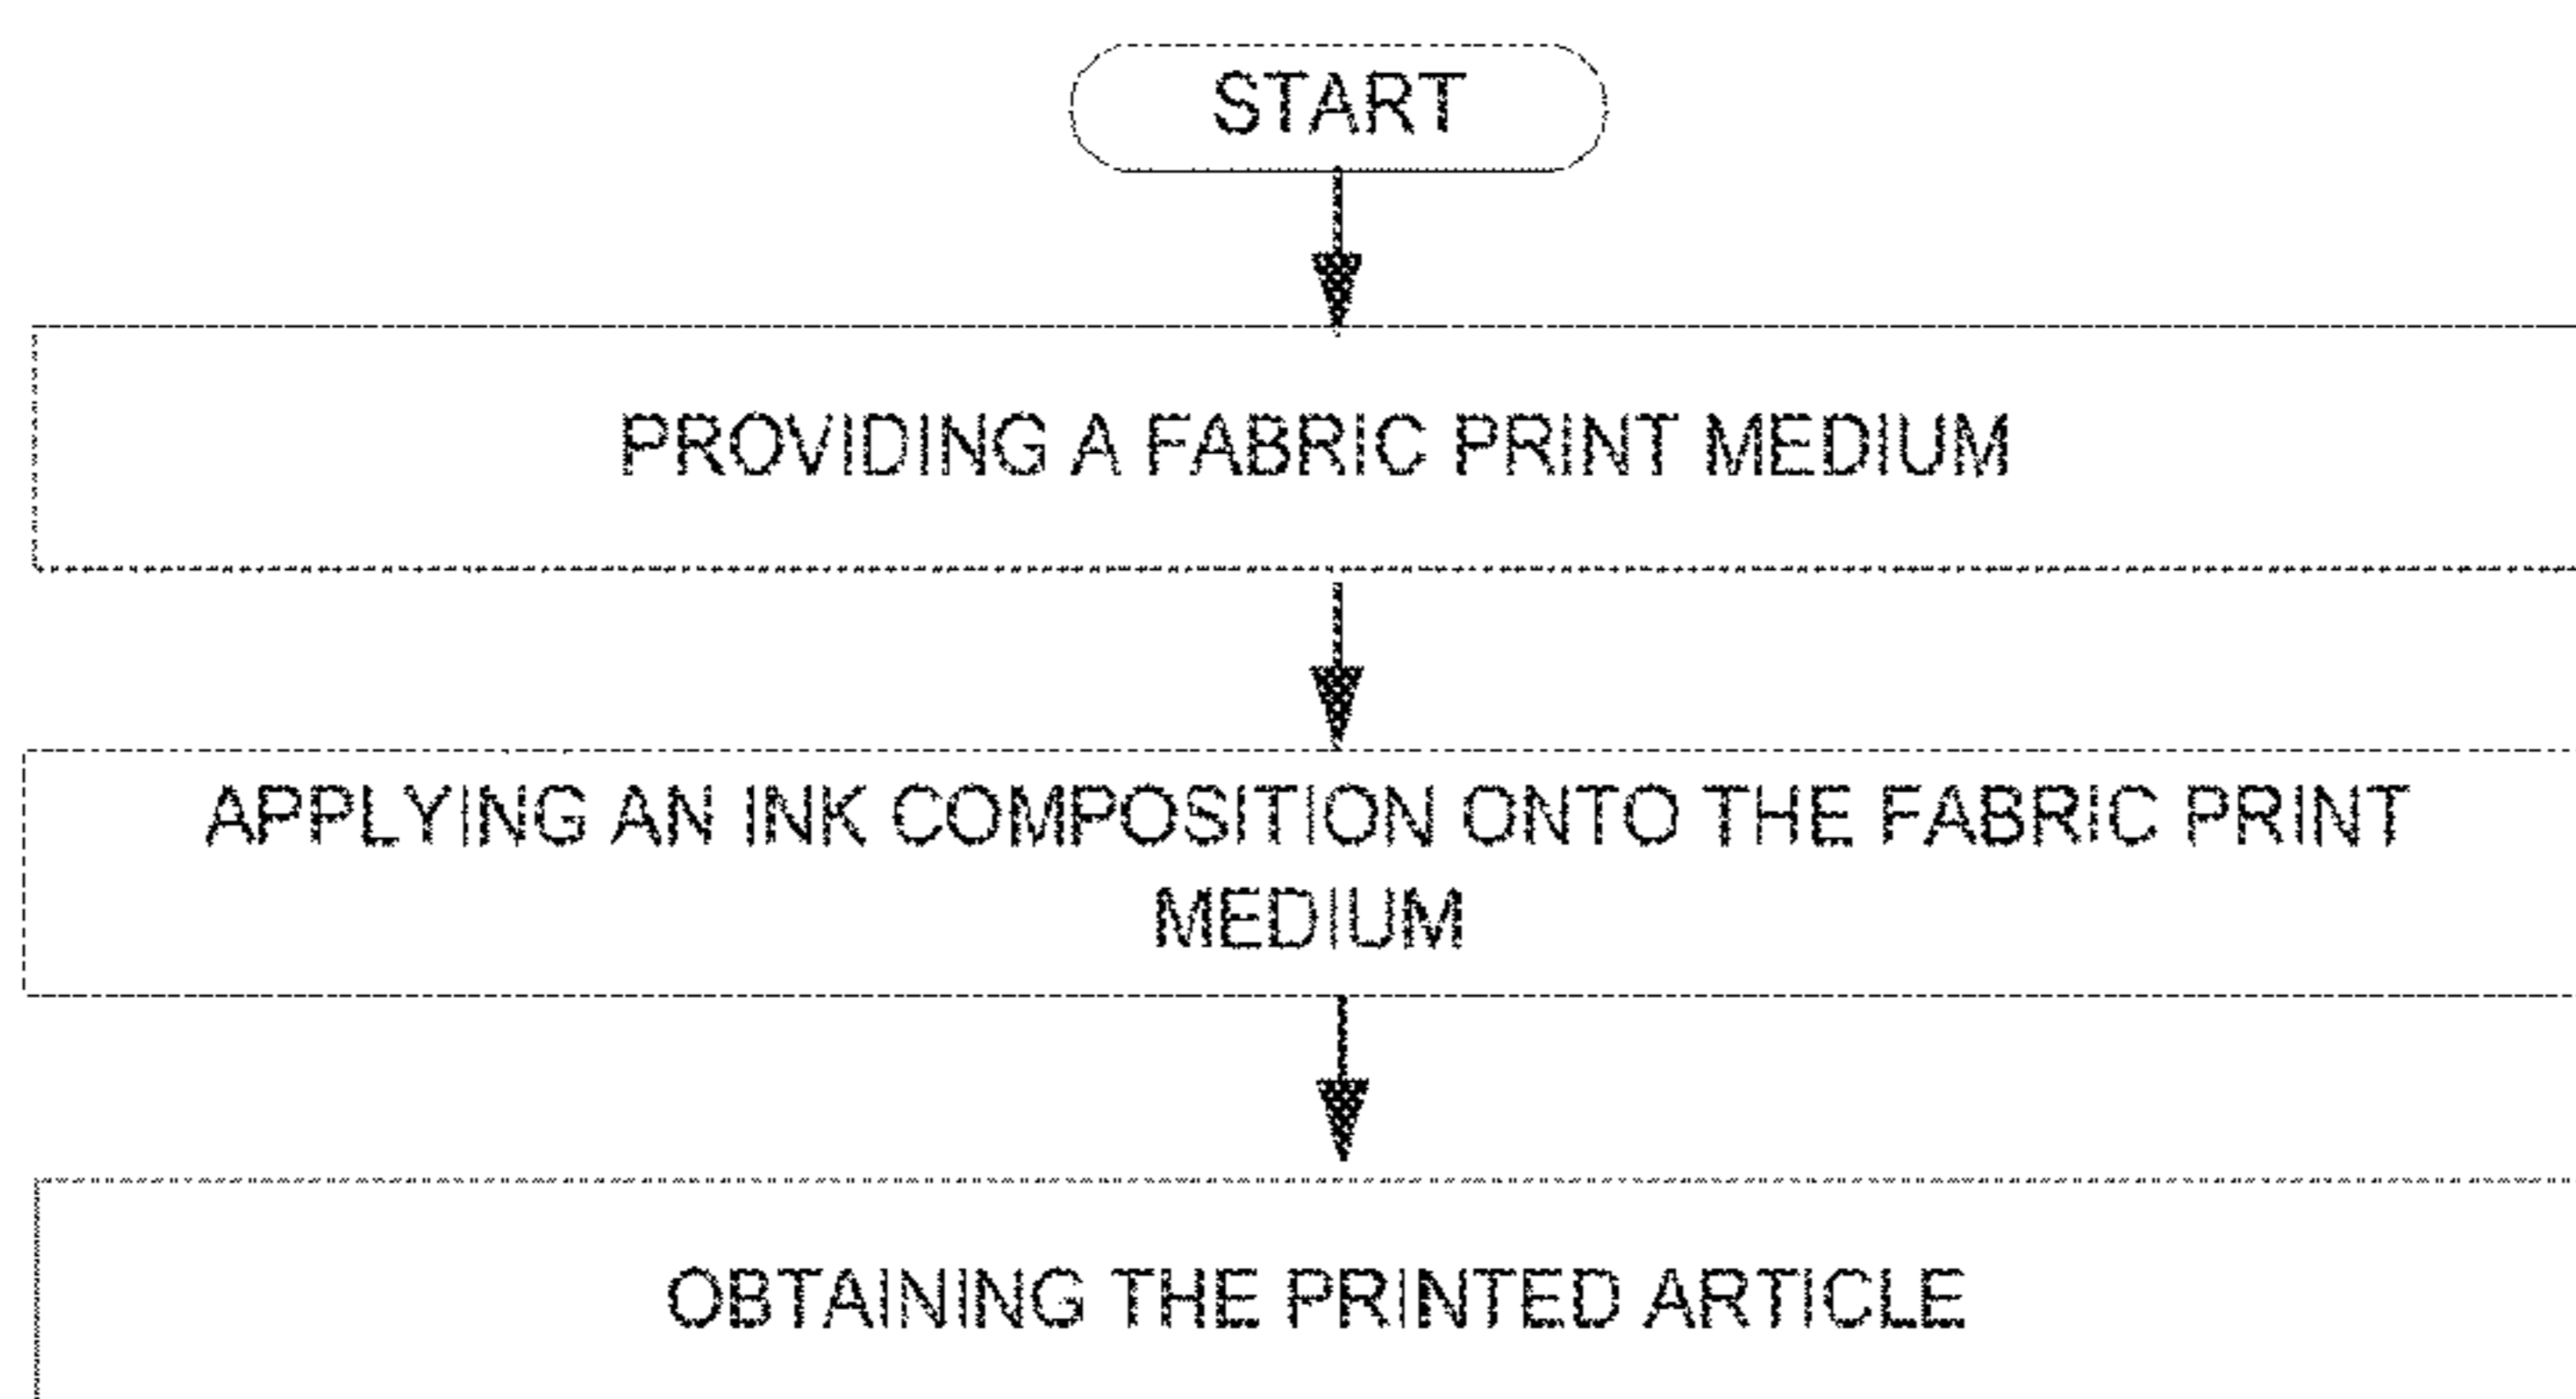 START
PROVIDING A FABRIC PRINT MEDIUM
APPLYING AN INK COMPOSITION ONTO THE FABRIC PRINT
MEDIUM
OBTAINING THE PRINTED ARTICLE